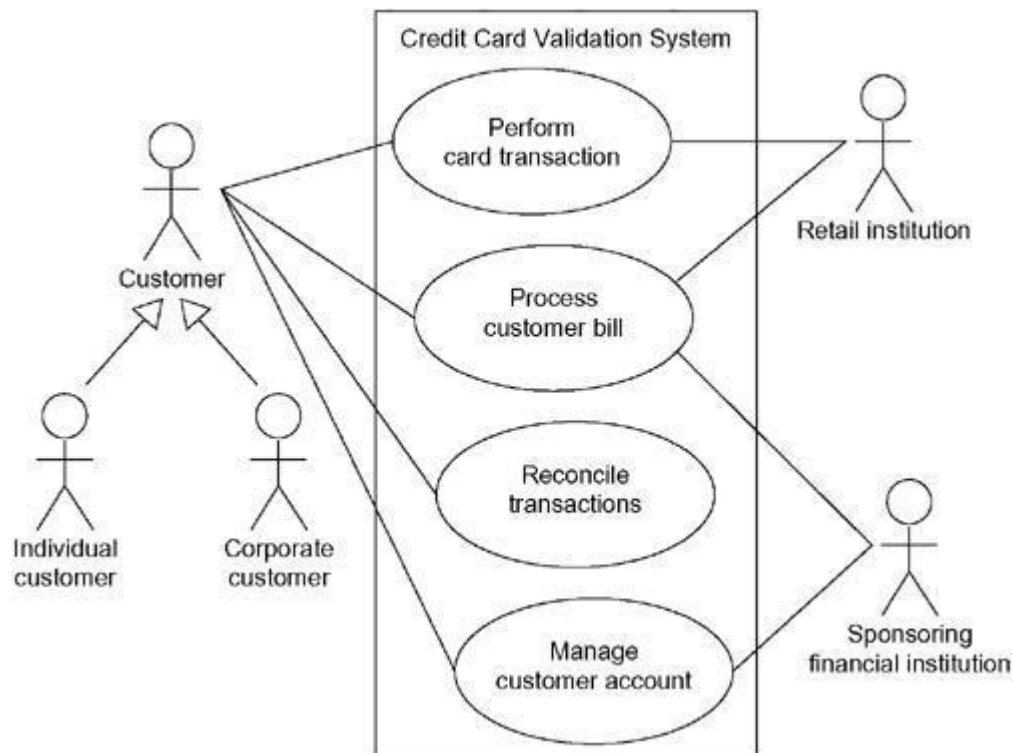 Credit Card Validation System
Perform
card transaction
Retail institution
Customer
Process
customer bill
Reconcile
transactions
Individual
customer
Corporate
customer
Manage
customer account
Sponsoring
financial institution